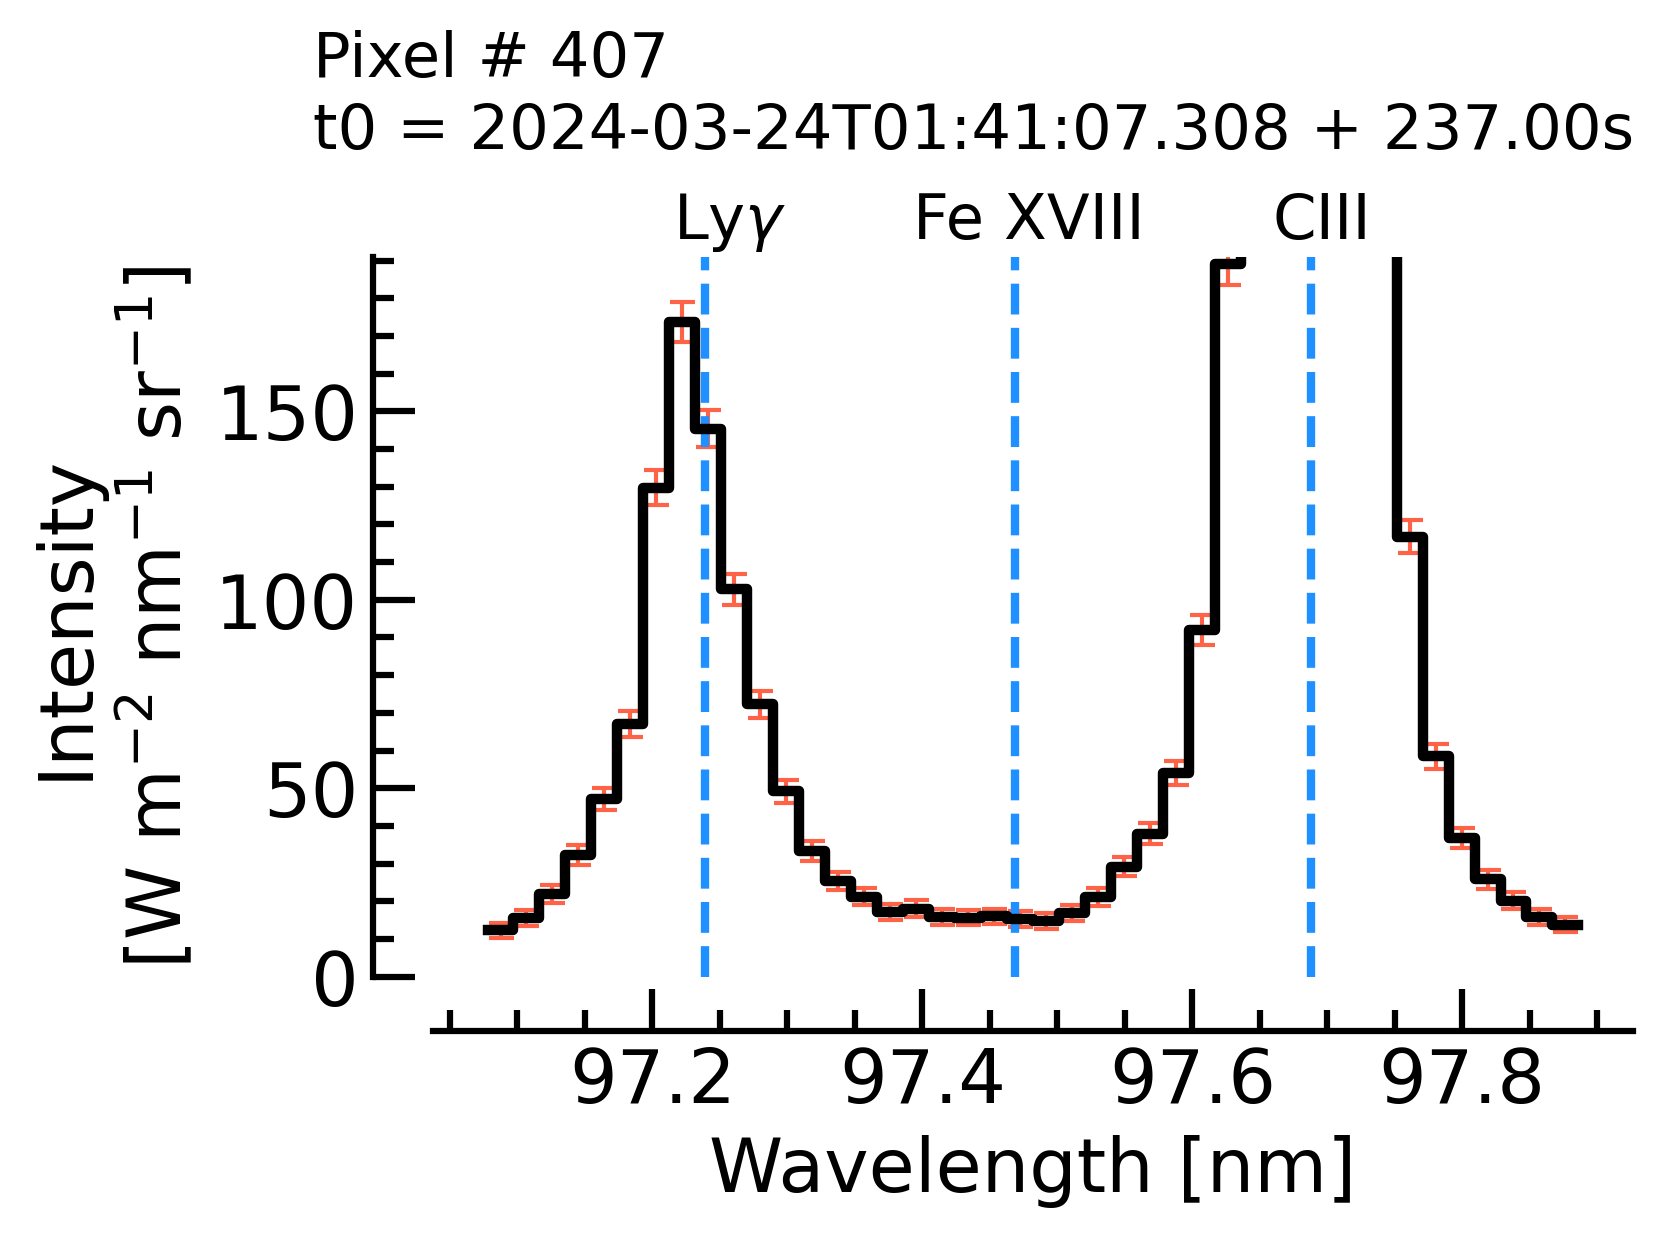 Pixel # 407
t0 = 2024-03-24T01:41:07.308 + 237.00s
Lyγ Fe XVIII CIII
Intensity
[W m⁻² nm⁻¹ sr⁻¹]
150
100
50
0
97.2 97.4 97.6 97.8
Wavelength [nm]